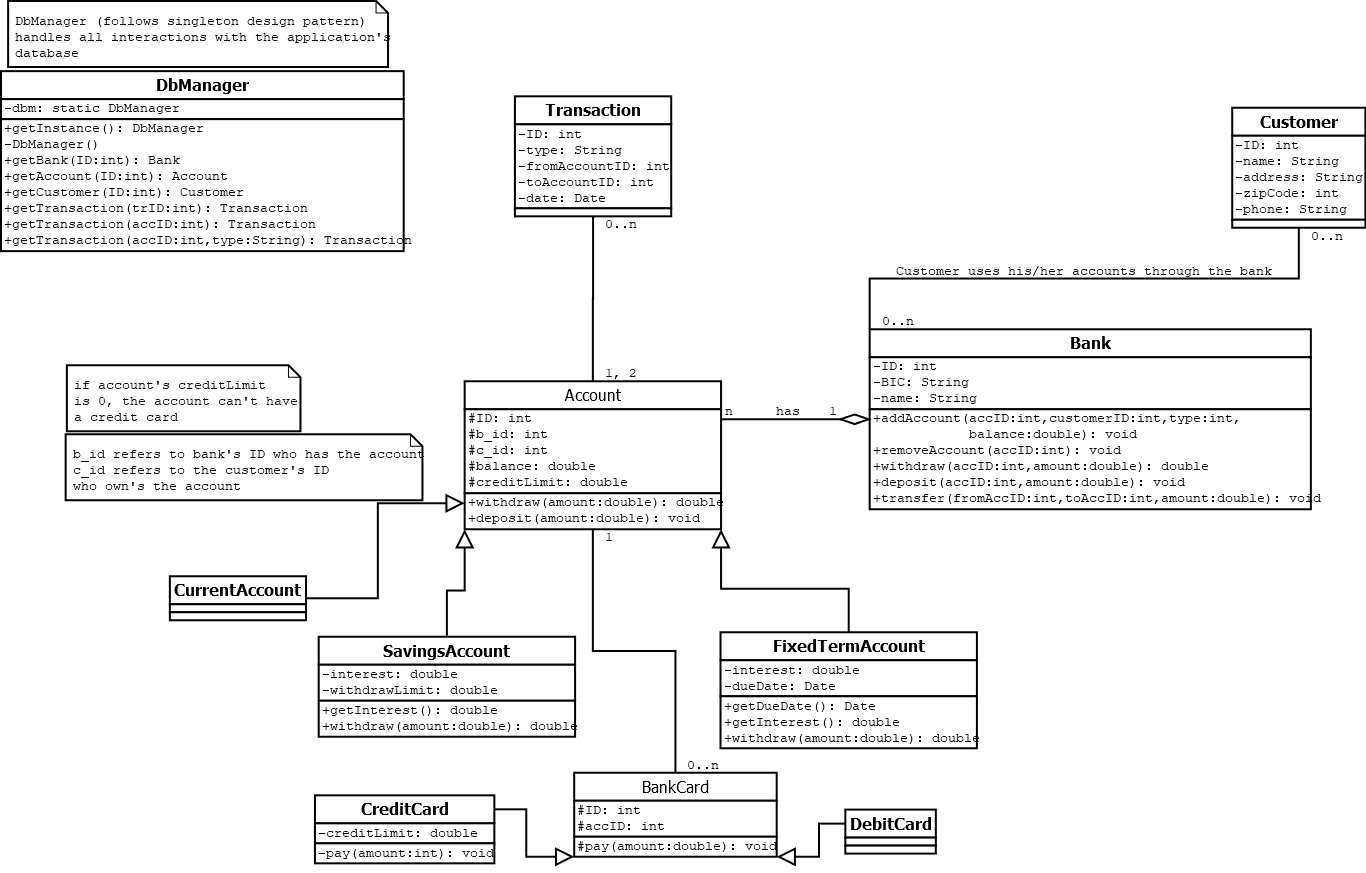 DbManager (follows singleton design pattern)
handles all interactions with the application's
database
DbManager
-dbm: static DbManager
+getInstance(): DbManager
-DbManager()
+getBank(ID:int): Bank
+getAccount(ID:int): Account
+getCustomer(ID:int): Customer
+getTransaction(trID:int): Transaction
+getTransaction(accID:int): Transaction
+getTransaction(accID:int,type:String): Transaction
Transaction
-ID: int
-type: String
-fromAccountID: int
-toAccountID: int
-date: Date
0..n
Customer
-ID: int
-name: String
-address: String
-zipCode: int
-phone: String
0..n
Customer uses his/her accounts through the bank
0..n
Bank
-ID: int
-BIC: String
-name: String
+addAccount(accID:int,customerID:int,type:int,
balance:double): void
+removeAccount(accID:int): void
+withdraw(accID:int,amount:double): double
+deposit(accID:int,amount:double): void
+transfer(fromAccID:int,toAccID:int,amount:double): void
if account's creditLimit
is 0, the account can't have
a credit card
b_id refers to bank's ID who has the account
c_id refers to the customer's ID
who own's the account
1, 2
Account
#ID: int
#b_id: int
#c_id: int
#balance: double
#creditLimit: double
+withdraw(amount:double): double
+deposit(amount:double): void
n has 1
1
CurrentAccount
SavingsAccount
-interest: double
-withdrawLimit: double
+getInterest(): double
+withdraw(amount:double): double
FixedTermAccount
-interest: double
-dueDate: Date
+getDueDate(): Date
+getInterest(): double
+withdraw(amount:double): double
0..n
BankCard
#ID: int
#accID: int
#pay(amount:double): void
CreditCard
-creditLimit: double
-pay(amount:int): void
DebitCard